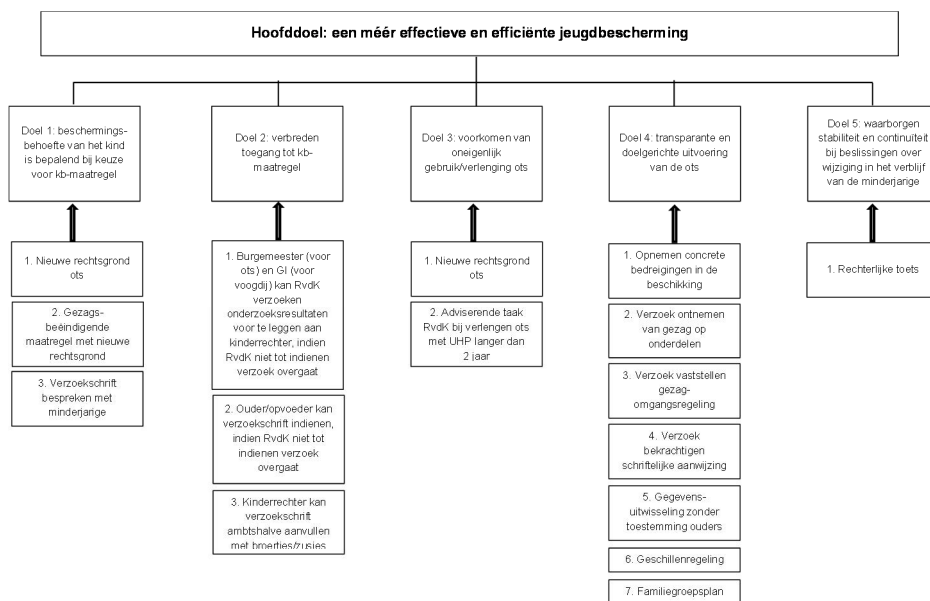 Hoofddoel: een méér effectieve en efficiënte jeugdbescherming
Doel 1: beschermings-
behoefte van het kind
is bepalend bij keuze
voor kb-maatregel
Doel 2: verbreden
toegang tot kb-
maatregel
Doel 3: voorkomen van
oneigenlijk
gebruik/verlenging ots
Doel 4: transparante en
doelgerichte uitvoering
van de ots
Doel 5: waarborgen
stabiliteit en continuïteit
bij beslissingen over
wijziging in het verblijf
van de minderjarige
1. Nieuwe rechtsgrond
ots
2. Gezags-
beëindigende
maatregel met nieuwe
rechtsgrond
3. Verzoekschrift
bespreken met
minderjarige
1. Burgemeester (voor
ots) en GI (voor
voogdij) kan RvdK
verzoeken
onderzoeksresultaten
voor te leggen aan
kinderrechter, indien
RvdK niet tot indienen
verzoek overgaat
2. Ouder/opvoeder kan
verzoekschrift indienen,
indien RvdK niet tot
indienen verzoek
overgaat
3. Kinderrechter kan
verzoekschrift
ambtshalve aanvullen
met broertjes/zusjes
1. Nieuwe rechtsgrond
ots
2. Adviserende taak
RvdK bij verlengen ots
met UHP langer dan
2 jaar
1. Opnemen concrete
bedreigingen in de
beschikking
2. Verzoek ontnemen
van gezag op
onderdelen
3. Verzoek vaststellen
gezag-
omgangsregeling
4. Verzoek
bekrachtigen
schriftelijke aanwijzing
5. Gegevens-
uitwisseling zonder
toestemming ouders
6. Geschillenregeling
7. Familiegroepsplan
1. Rechterlijke toets